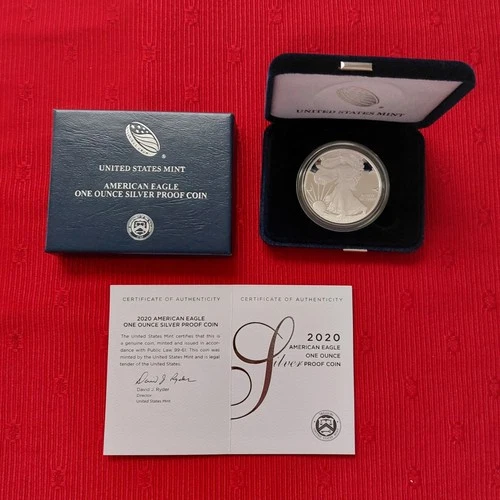 UNITED STATES MINT
AMERICAN EAGLE
ONE OUNCE SILVER PROOF COIN
UNITED STATES MINT
CERTIFICATE OF AUTHENTICITY
2020 AMERICAN EAGLE
ONE OUNCE SILVER PROOF COIN
The United States Mint certifies that this is
a genuine coin, minted and issued in accor-
dance with Public Law 99-61. This coin was
minted by the United States Mint and is legal
tender of the United States.
David J. Ryder
David J. Ryder
Director
United States Mint
CERTIFICATE OF AUTHENTICITY
2020
AMERICAN EAGLE
ONE OUNCE
Silver PROOF COIN